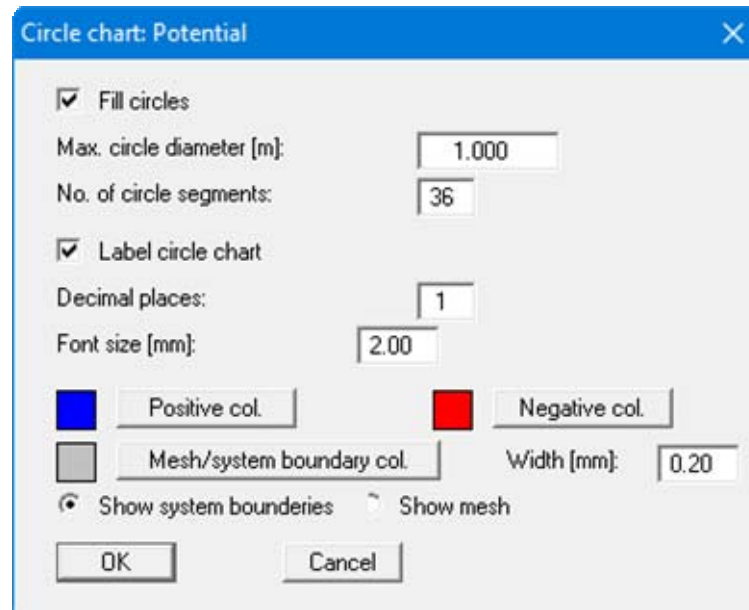 Circle chart: Potential
Fill circles
Max. circle diameter [m]: 1.000
No. of circle segments: 36
Label circle chart
Decimal places: 1
Font size [mm]: 2.00
Positive col. Negative col.
Mesh/system boundary col. Width [mm]: 0.20
Show system bounderies Show mesh
OK Cancel